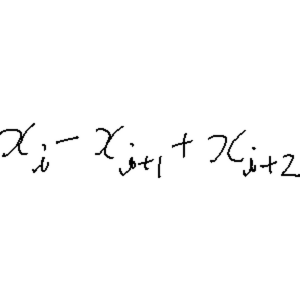 x_i - x_{i+1} + x_{i+2}